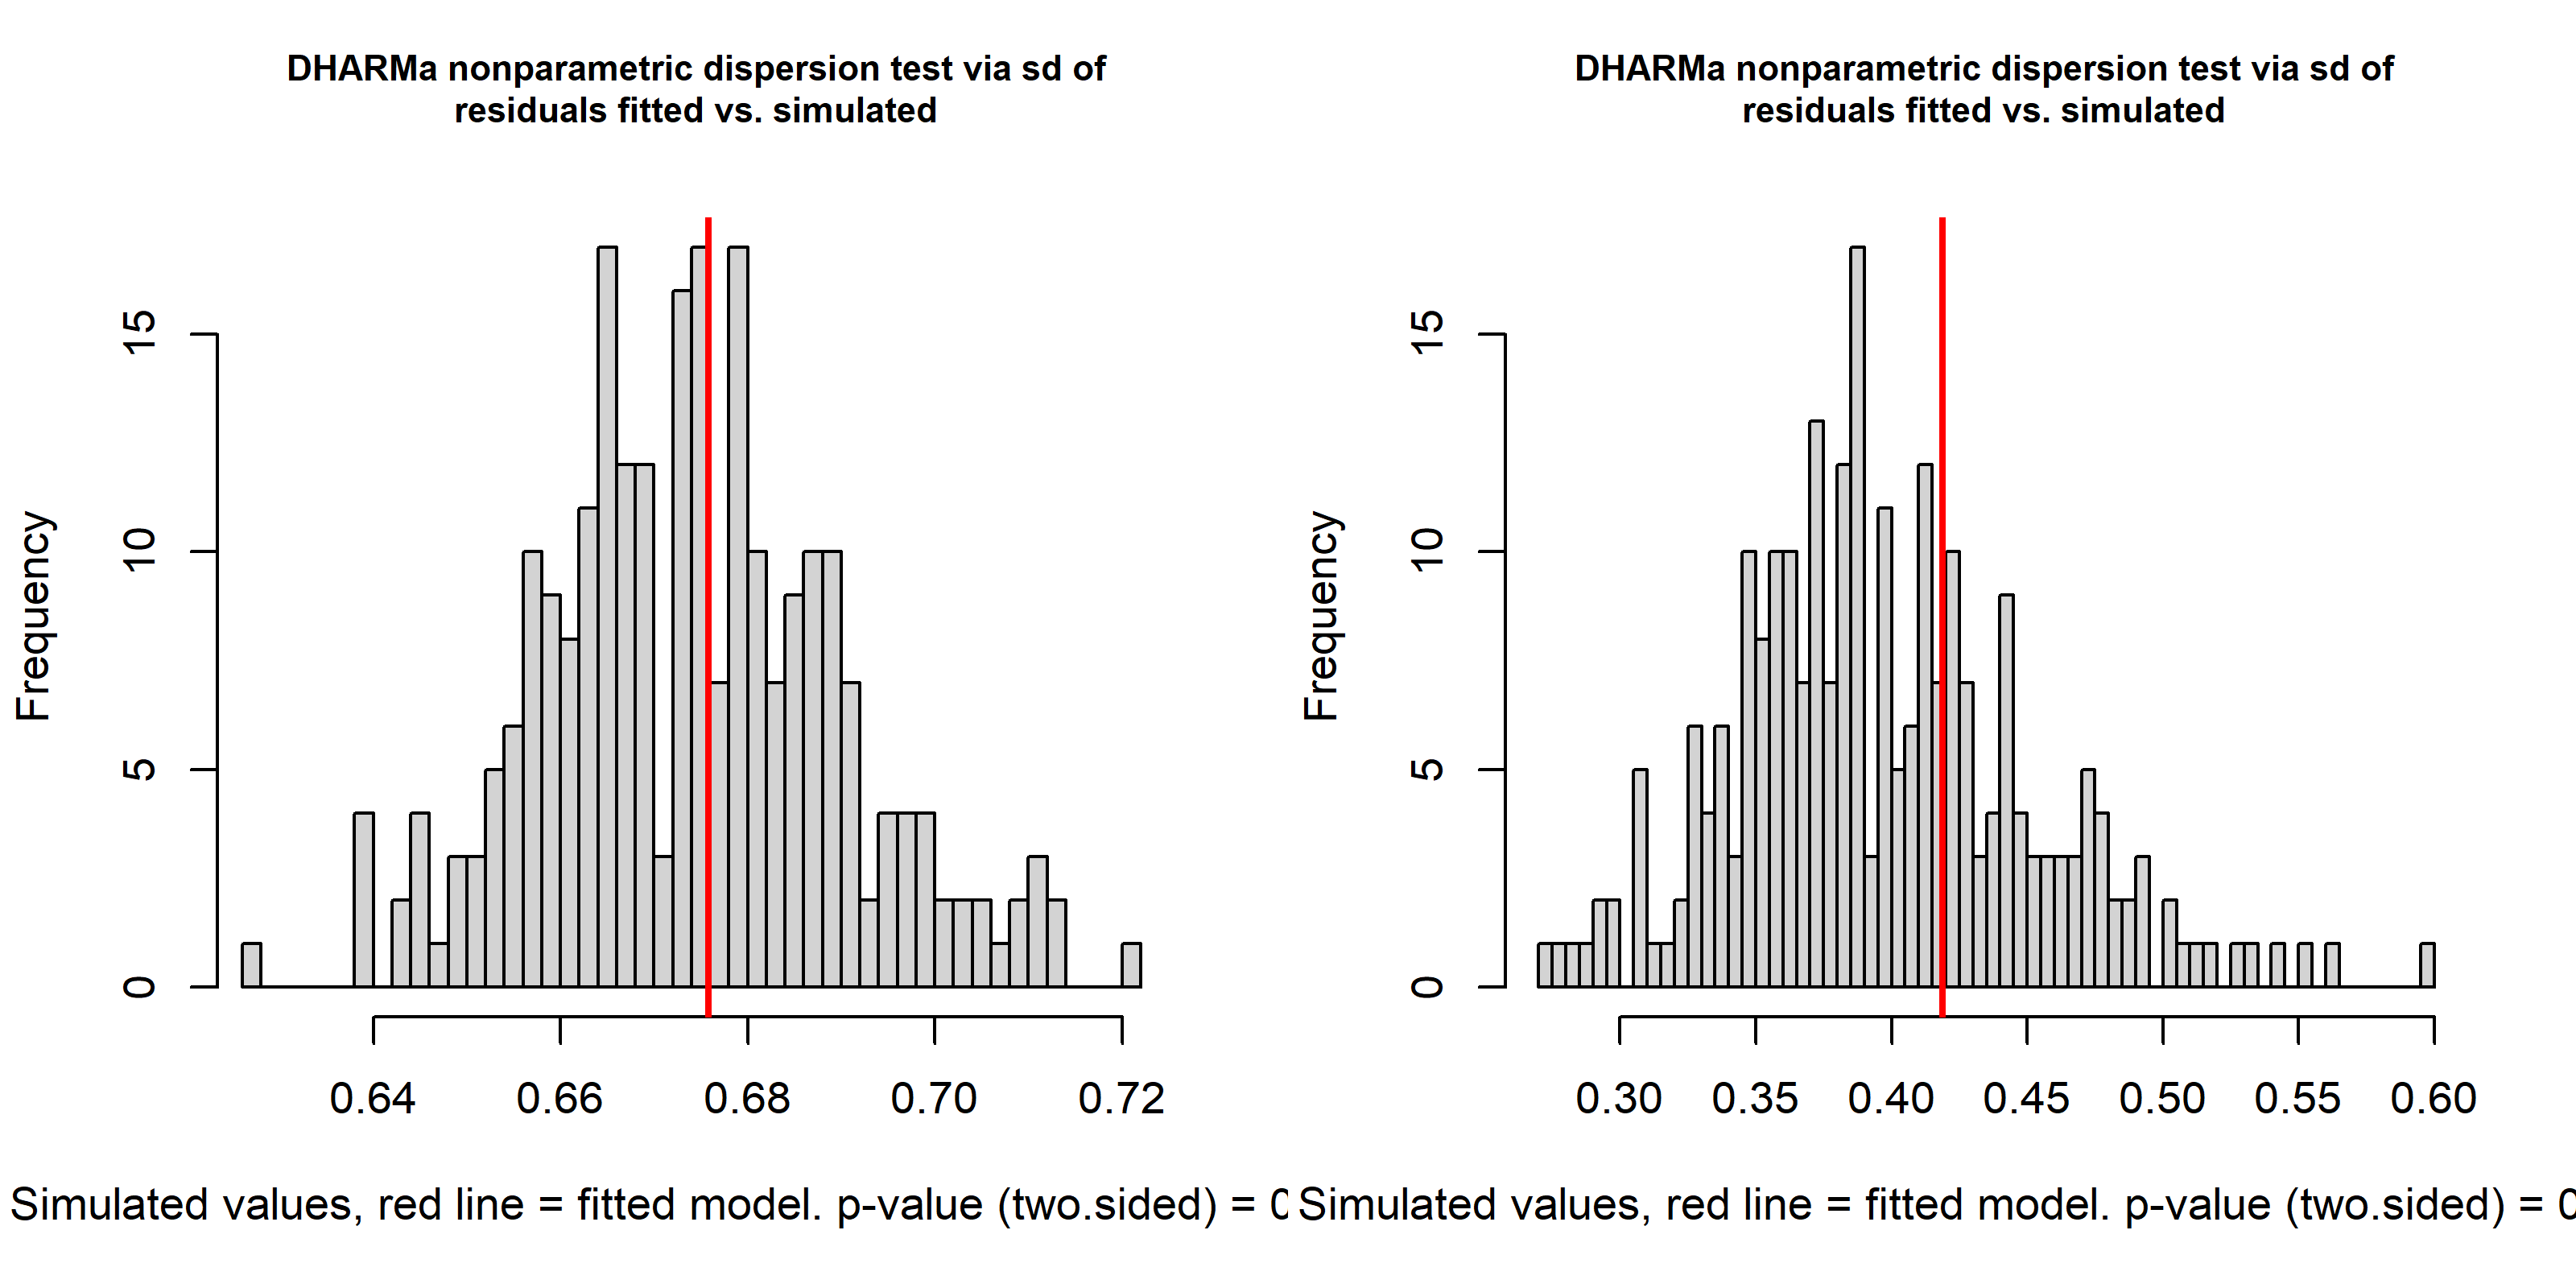 DHARMa nonparametric dispersion test via sd of
residuals fitted vs. simulated
Frequency
15
10
5
0
0.64 0.66 0.68 0.70 0.72
Simulated values, red line = fitted model. p-value (two.sided) = 0
DHARMa nonparametric dispersion test via sd of
residuals fitted vs. simulated
Frequency
15
10
5
0
0.30 0.35 0.40 0.45 0.50 0.55 0.60
Simulated values, red line = fitted model. p-value (two.sided) = 0